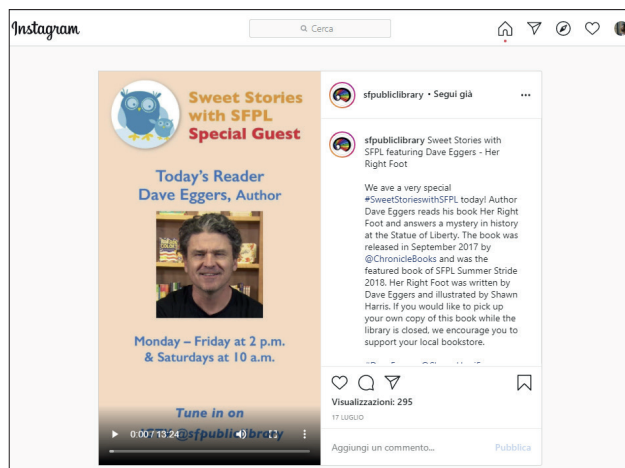 Instagram
Cerca
Sweet Stories
with SFPL
Special Guest
Today's Reader
Dave Eggers, Author
Monday – Friday at 2 p.m.
& Saturdays at 10 a.m.
Tune in on
@sfpubliclibrary
0:00 / 13:24
sfpubliclibrary • Segui già
sfpubliclibrary Sweet Stories with
SFPL featuring Dave Eggers - Her
Right Foot
We ave a very special
#SweetStorieswithSFPL today! Author
Dave Eggers reads his book Her Right
Foot and answers a mystery in history
at the Statue of Liberty. The book was
released in September 2017 by
@ChronicleBooks and was the
featured book of SFPL Summer Stride
2018. Her Right Foot was written by
Dave Eggers and illustrated by Shawn
Harris. If you would like to pick up
your own copy of this book while the
library is closed, we encourage you to
support your local bookstore.
Visualizzazioni: 295
17 LUGLIO
Aggiungi un commento...
Pubblica